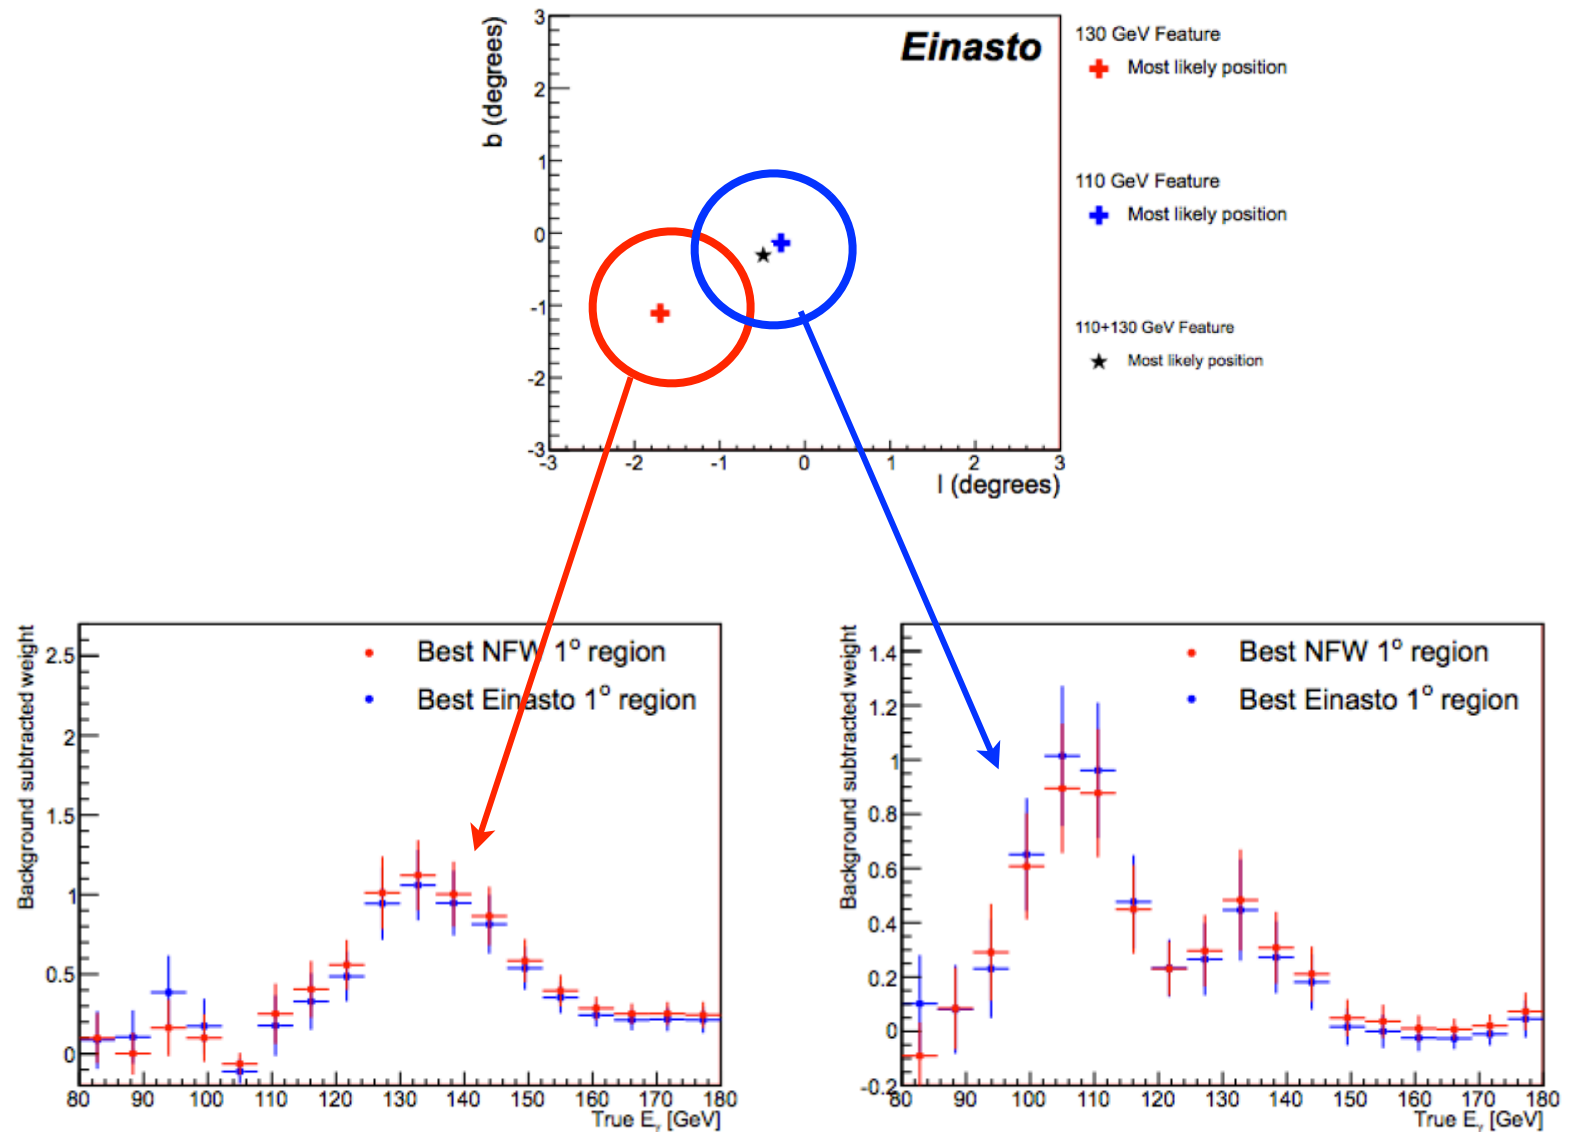 Einasto
b (degrees)
3
2
1
0
-1
-2
-3
-3 -2 -1 0 1 2 3
l (degrees)
130 GeV Feature
Most likely position
110 GeV Feature
Most likely position
110+130 GeV Feature
Most likely position
Background subtracted weight
2.5
2
1.5
1
0.5
0
Best NFW 1° region
Best Einasto 1° region
80 90 100 110 120 130 140 150 160 170 180
True Eγ [GeV]
Background subtracted weight
1.4
1.2
1
0.8
0.6
0.4
0.2
0
-0.2
Best NFW 1° region
Best Einasto 1° region
80 90 100 110 120 130 140 150 160 170 180
True Eγ [GeV]